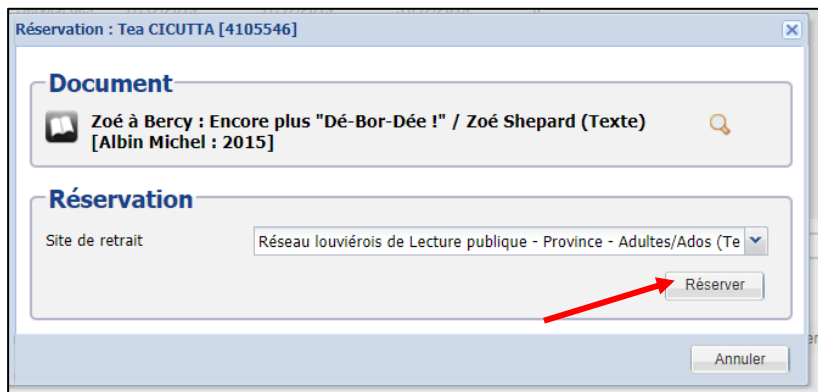 Réservation : Tea CICUTTA [4105546]
Document
Zoé à Bercy : Encore plus "Dé-Bor-Dée !" / Zoé Shepard (Texte)
[Albin Michel : 2015]
Réservation
Site de retrait
Réseau louviérois de Lecture publique - Province - Adultes/Ados (Te
Réserver
Annuler